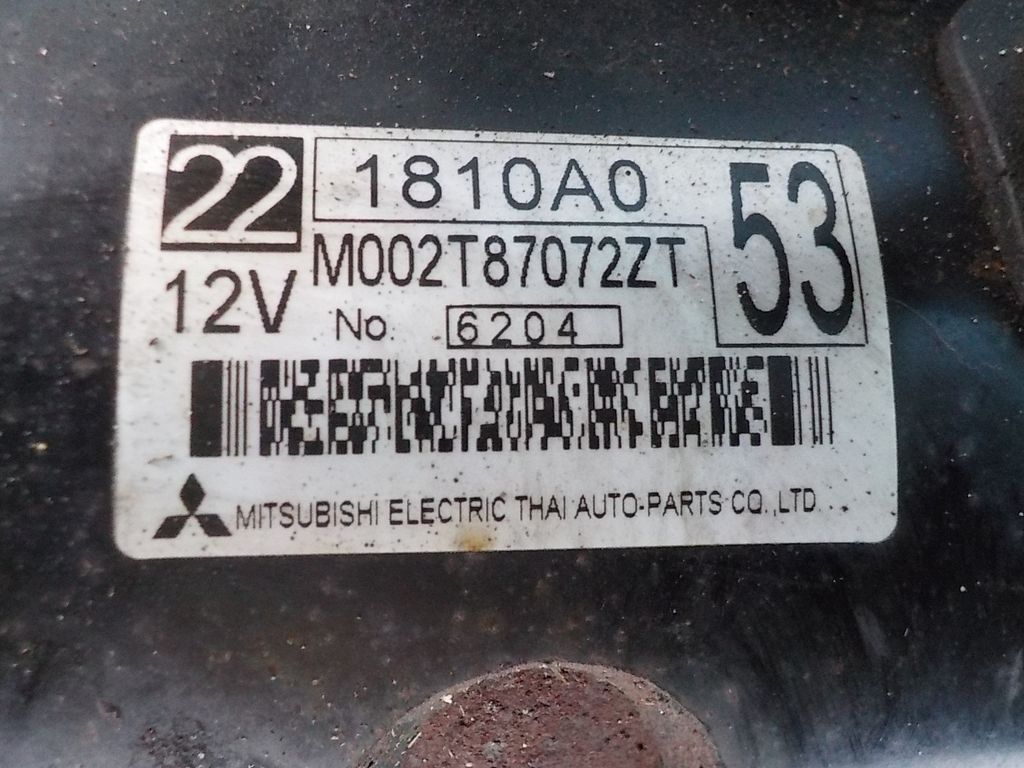 22 1810A0 53
M002T87072ZT
12V No. 6204
MITSUBISHI ELECTRIC THAI AUTO-PARTS CO.,LTD.